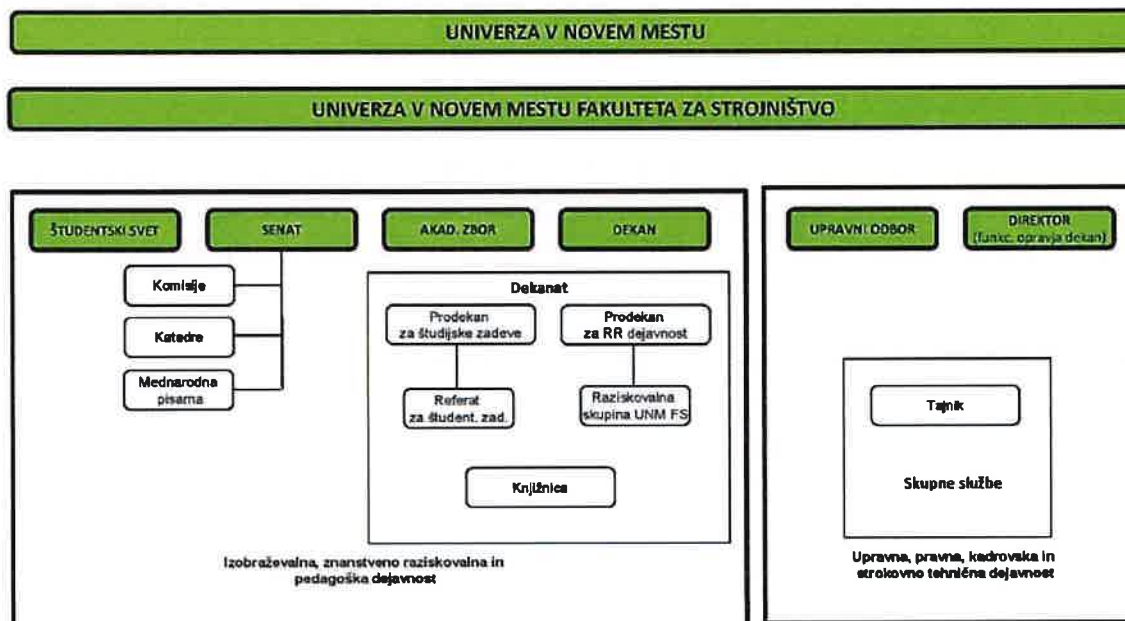 UNIVERZA V NOVEM MESTU
UNIVERZA V NOVEM MESTU FAKULTETA ZA STROJNIŠTVO
ŠTUDENTSKI SVET
SENAT
AKAD. ZBOR
DEKAN
Komisije
Katedre
Mednarodna
pisarna
Dekanat
Prodekan
za študijske zadeve
Prodekan
za RR dejavnost
Referat
za študent. zad.
Raziskovalna
skupina UNM FS
Knjižnica
Izobraževalna, znanstveno raziskovalna in
pedagoška dejavnost
UPRAVNI ODBOR
DIREKTOR
(funkc. opravja dekan)
Tajnik
Skupne službe
Upravna, pravna, kadrovska in
strokovno tehnična dejavnost